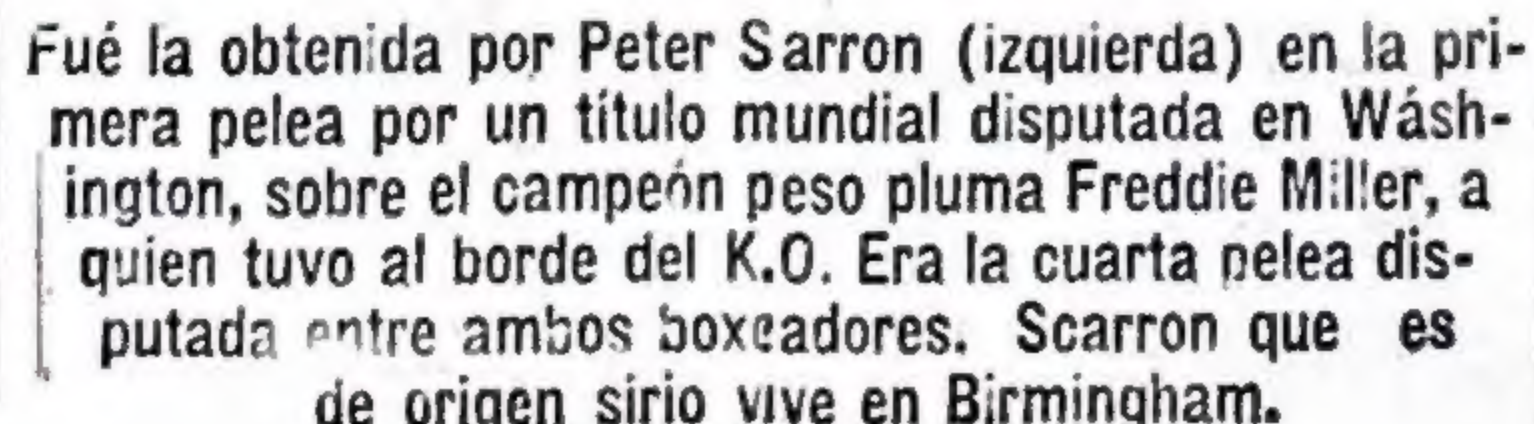 Fué la obtenida por Peter Sarron (izquierda) en la pri-
mera pelea por un título mundial disputada en Wásh-
ington, sobre el campeón peso pluma Freddie Miller, a
quien tuvo al borde del K.O. Era la cuarta pelea dis-
putada entre ambos boxeadores. Scarron que es
de origen sirio vive en Birmingham.